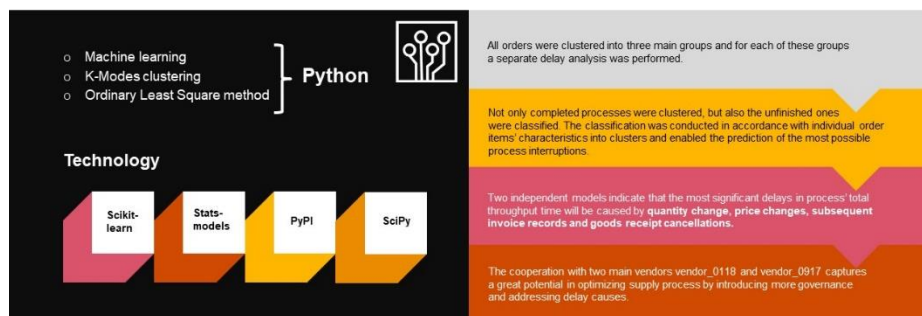 Machine learning
K-Modes clustering
Ordinary Least Square method
Python
Technology
Scikit-
learn
Stats-
models
PyPI
SciPy
All orders were clustered into three main groups and for each of these groups
a separate delay analysis was performed.
Not only completed processes were clustered, but also the unfinished ones
were classified. The classification was conducted in accordance with individual order
items' characteristics into clusters and enabled the prediction of the most possible
process interruptions.
Two independent models indicate that the most significant delays in process' total
throughput time will be caused by quantity change, price changes, subsequent
invoice records and goods receipt cancellations.
The cooperation with two main vendors vendor_0118 and vendor_0917 captures
a great potential in optimizing supply process by introducing more governance
and addressing delay causes.